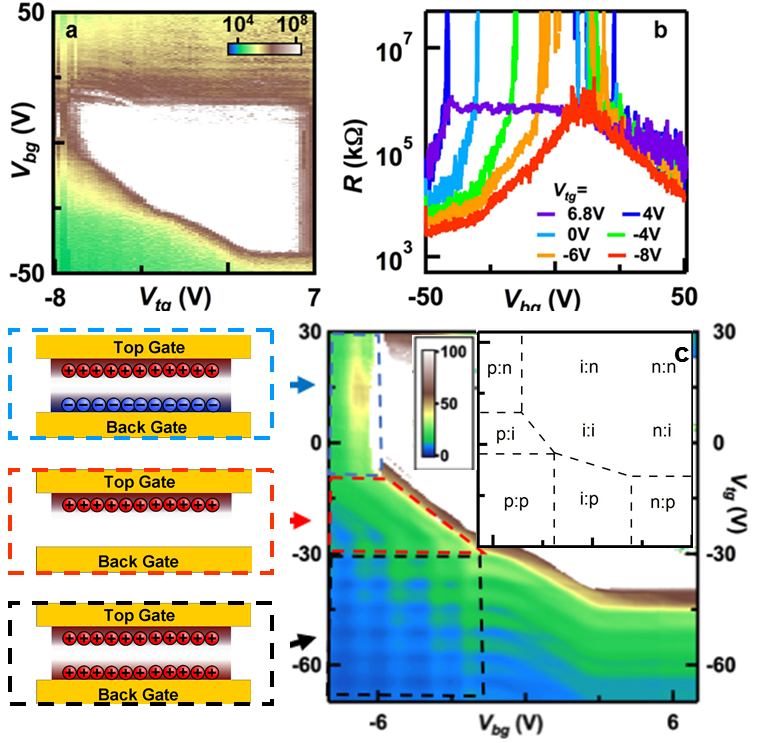 50
a
10⁴ 10⁸
V_bg (V)
-50
-8 V_tg (V) 7
b
10⁷
10⁵
10³
R (kΩ)
V_tg=
6.8V 4V
0V -4V
-6V -8V
-50 V_bg (V) 50
Top Gate
+ + + + + + + + + + +
− − − − − − − − − −
Back Gate
Top Gate
+ + + + + + + + + + +
Back Gate
Top Gate
+ + + + + + + + + + +
+ + + + + + + + + + +
Back Gate
30
0
-30
-60
100
50
0
c
p:n i:n n:n
p:i i:i n:i
p:p i:p n:p
30
0
-30
-60
V_tg (V)
-6 V_bg (V) 6